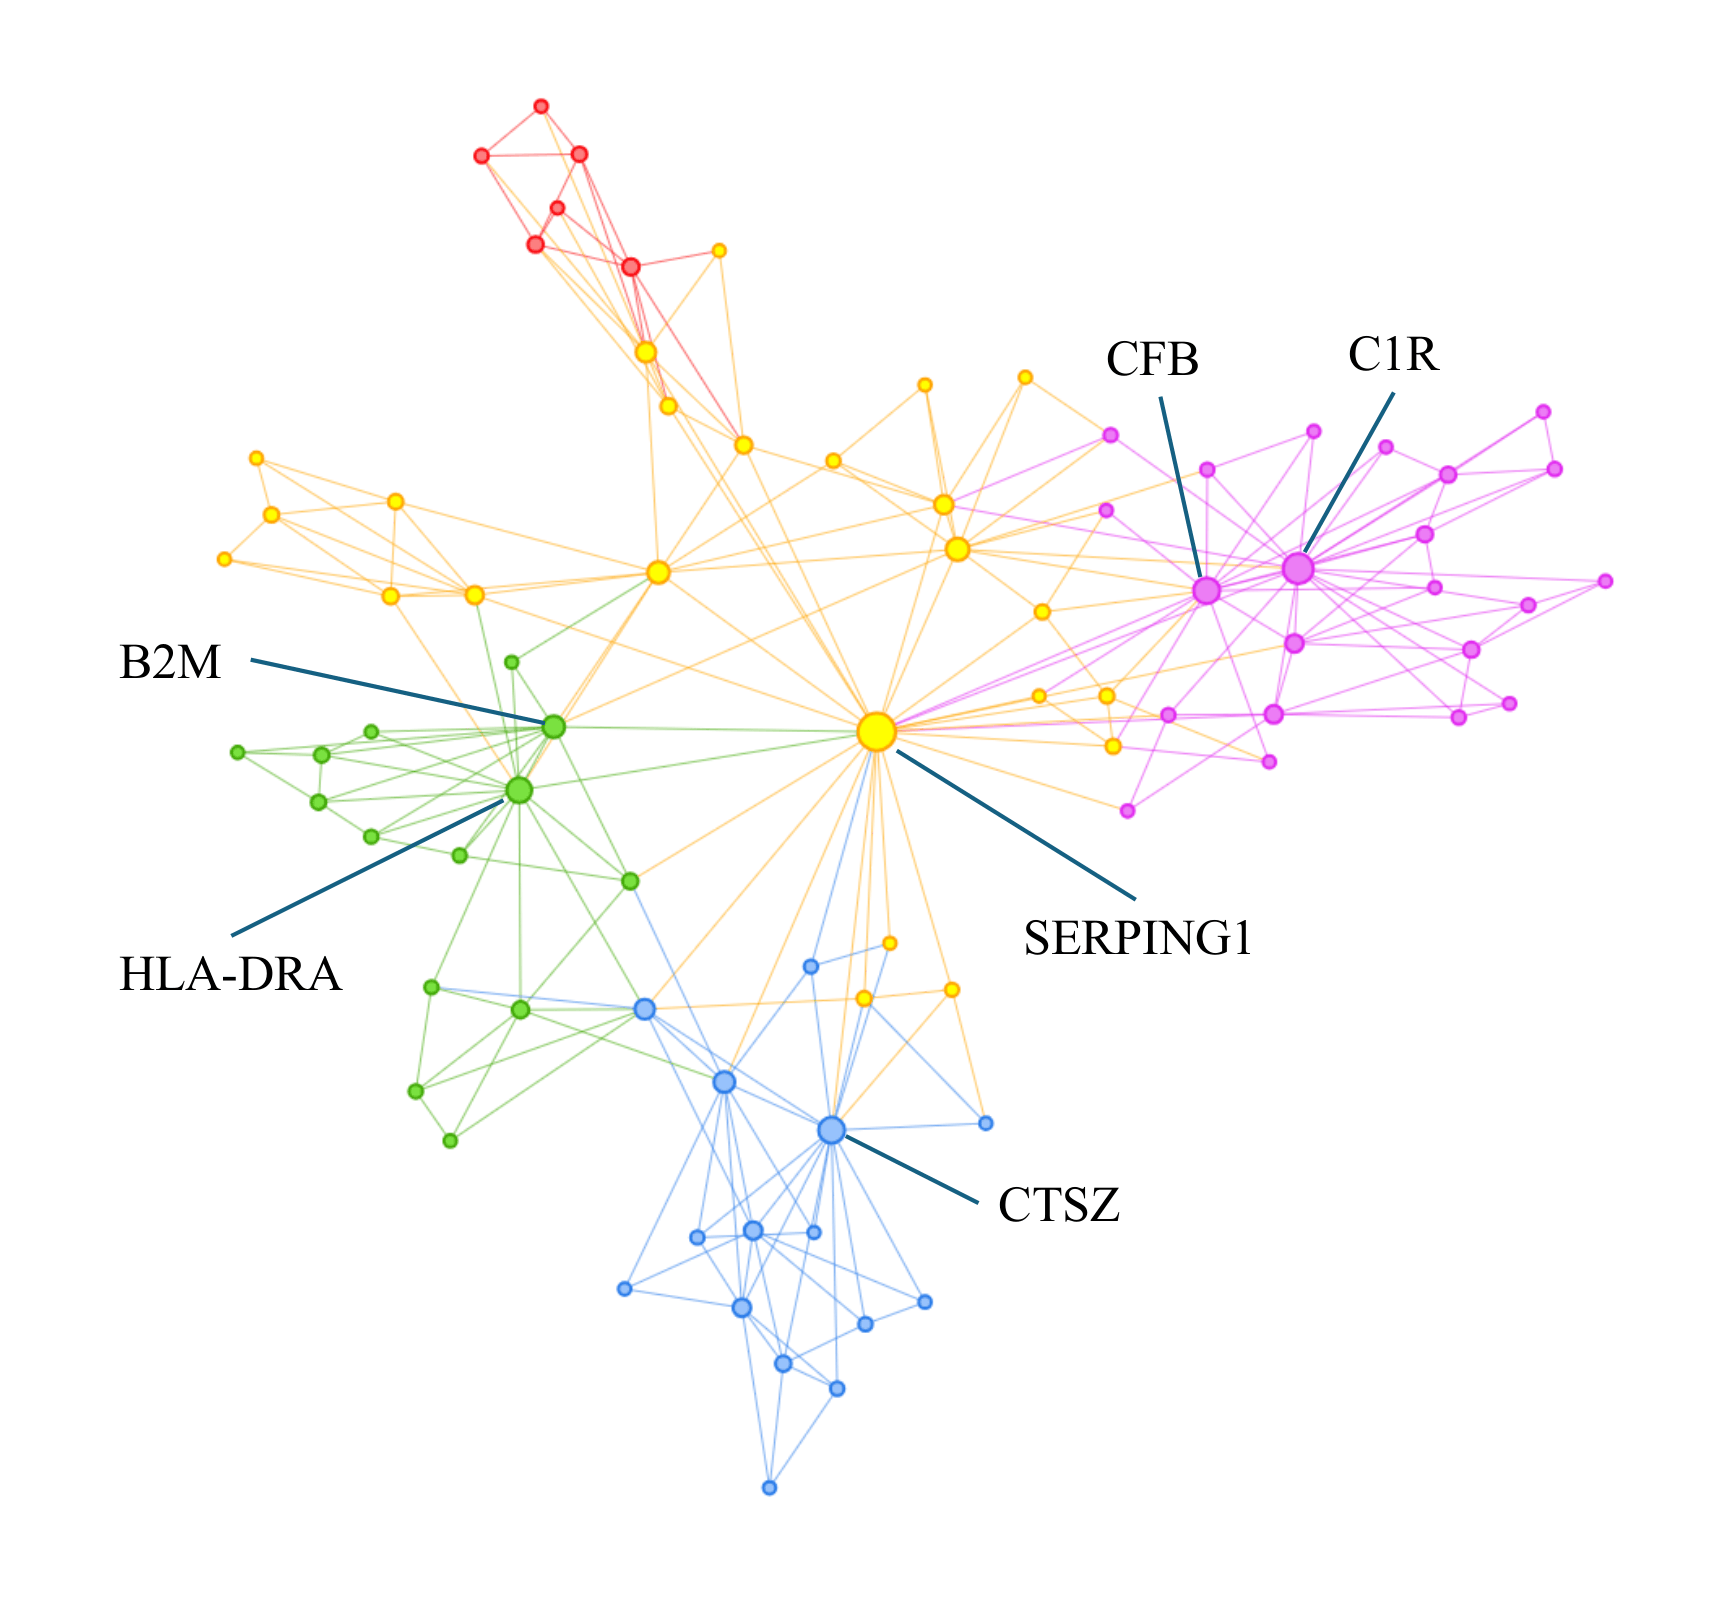 CFB
C1R
B2M
SERPING1
HLA-DRA
CTSZ